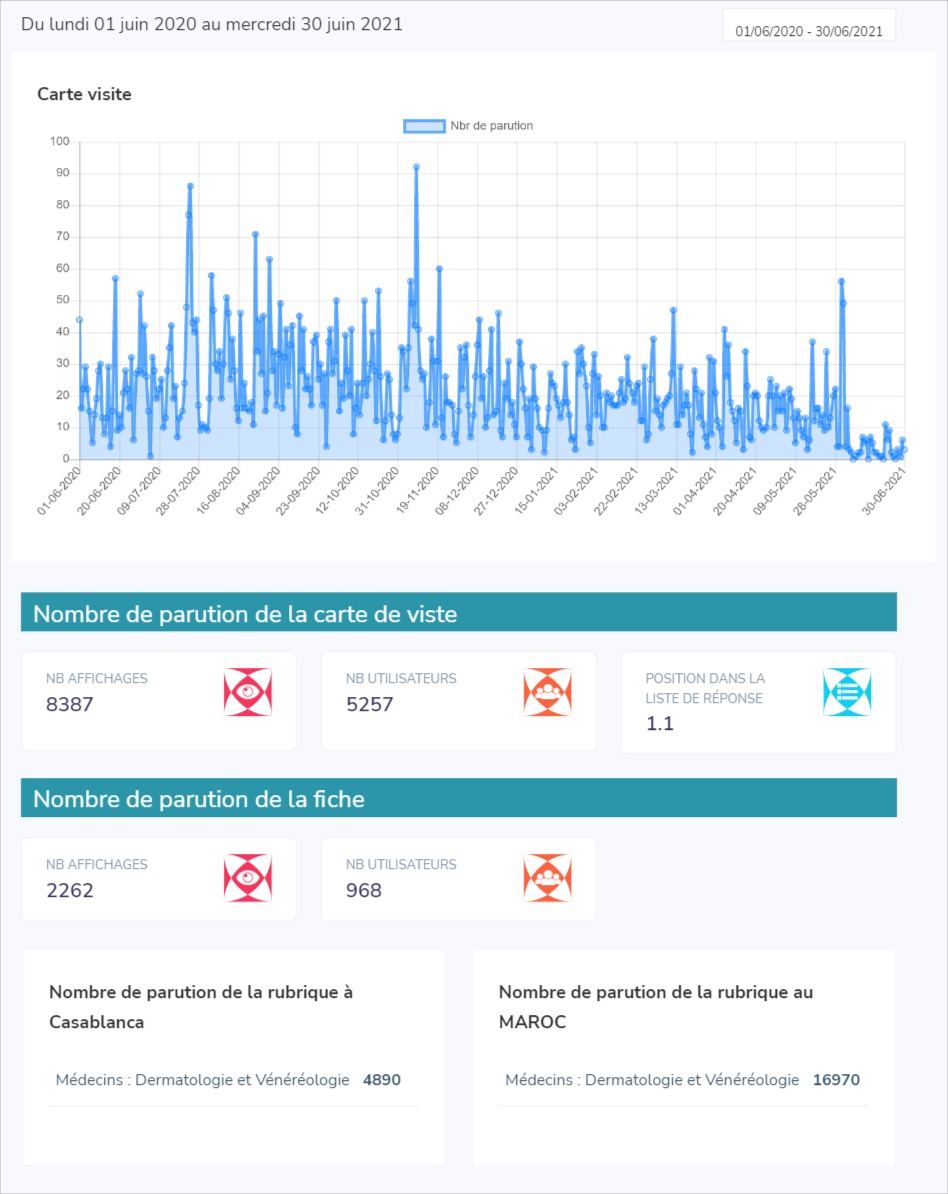 Du lundi 01 juin 2020 au mercredi 30 juin 2021
01/06/2020 - 30/06/2021
Carte visite
Nbr de parution
100
90
80
70
60
50
40
30
20
10
0
01-06-2020
20-06-2020
09-07-2020
28-07-2020
16-08-2020
04-09-2020
23-09-2020
12-10-2020
31-10-2020
19-11-2020
08-12-2020
27-12-2020
15-01-2021
03-02-2021
22-02-2021
13-03-2021
01-04-2021
20-04-2021
09-05-2021
28-05-2021
30-06-2021
Nombre de parution de la carte de viste
NB AFFICHAGES
8387
NB UTILISATEURS
5257
POSITION DANS LA
LISTE DE RÉPONSE
1.1
Nombre de parution de la fiche
NB AFFICHAGES
2262
NB UTILISATEURS
968
Nombre de parution de la rubrique à
Casablanca
Médecins : Dermatologie et Vénéréologie 4890
Nombre de parution de la rubrique au
MAROC
Médecins : Dermatologie et Vénéréologie 16970